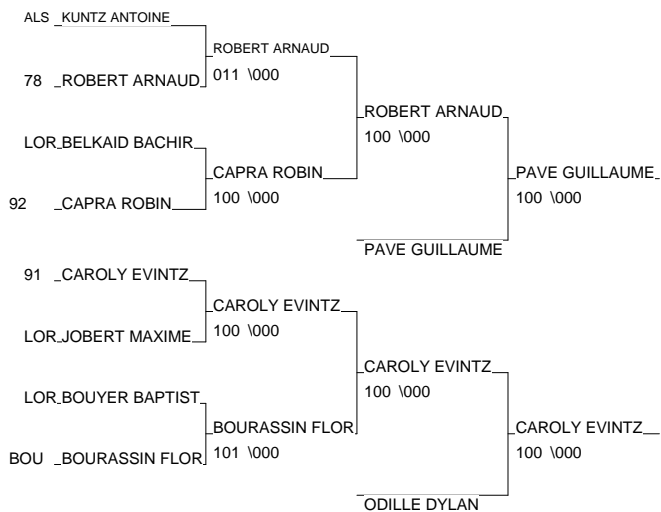 ALS KUNTZ ANTOINE
ROBERT ARNAUD
011 \000
78 ROBERT ARNAUD
ROBERT ARNAUD
100 \000
LOR BELKAID BACHIR
CAPRA ROBIN
100 \000
92 CAPRA ROBIN
PAVE GUILLAUME
100 \000
PAVE GUILLAUME
91 CAROLY EVINTZ
CAROLY EVINTZ
100 \000
LOR JOBERT MAXIME
CAROLY EVINTZ
100 \000
LOR BOUYER BAPTIST
BOURASSIN FLOR
101 \000
BOU BOURASSIN FLOR
CAROLY EVINTZ
100 \000
ODILLE DYLAN